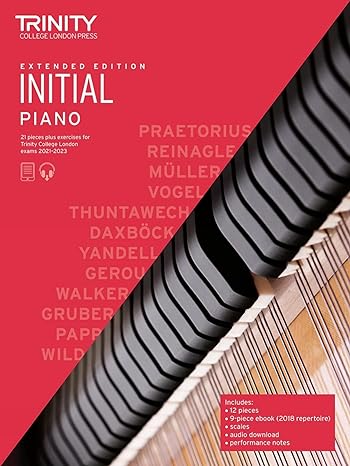 TRINITY
COLLEGE LONDON PRESS
EXTENDED EDITION
INITIAL
PIANO
21 pieces plus exercises for
Trinity College London
exams 2021-2023
PRAETORIUS
REINAGLE
MÜLLER
VOGEL
THUNTAWECH
DAXBÖCK
YANDELL
GEROU
WALKER
GRUBER
PAPP
WILD
Includes:
• 12 pieces
• 9-piece ebook (2018 repertoire)
• scales
• audio download
• performance notes